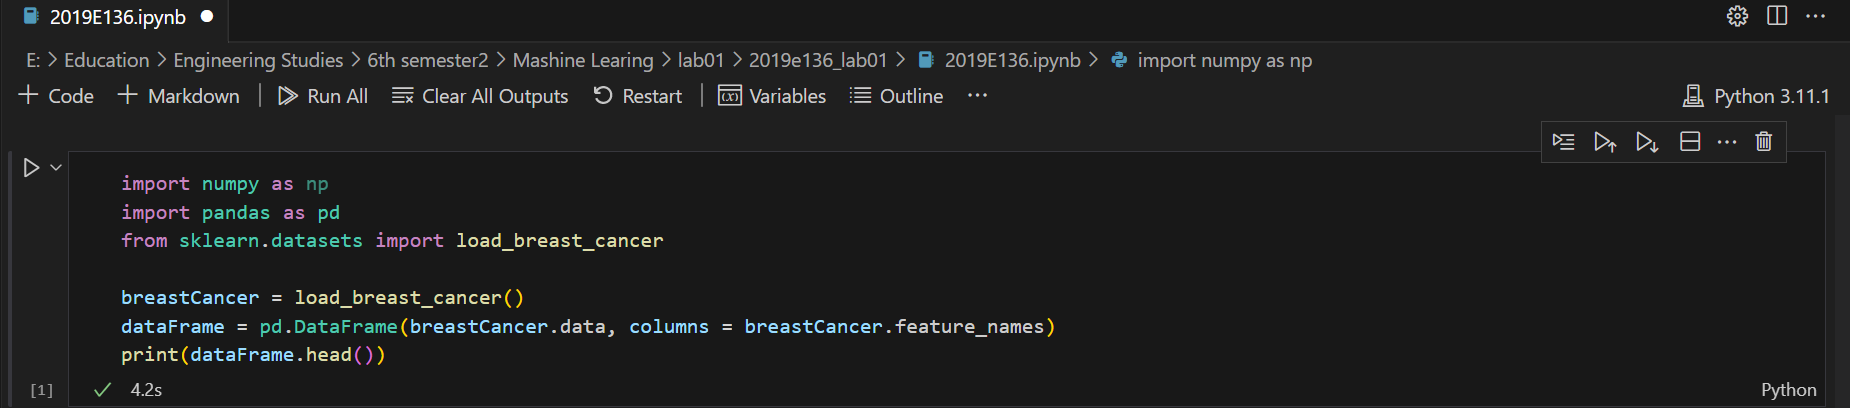 2019E136.ipynb
E: > Education > Engineering Studies > 6th semester2 > Mashine Learing > lab01 > 2019e136_lab01 > 2019E136.ipynb > import numpy as np
+ Code + Markdown | Run All Clear All Outputs Restart | Variables Outline ... Python 3.11.1
import numpy as np
import pandas as pd
from sklearn.datasets import load_breast_cancer
breastCancer = load_breast_cancer()
dataFrame = pd.DataFrame(breastCancer.data, columns = breastCancer.feature_names)
print(dataFrame.head())
[1] 4.2s Python